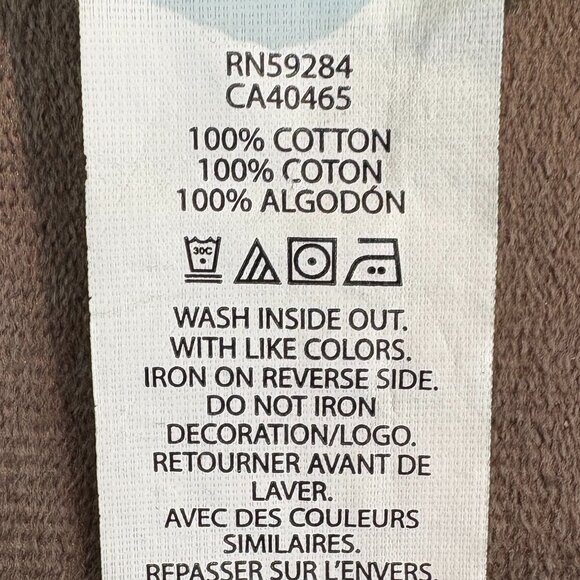 RN59284
CA40465
100% COTTON
100% COTON
100% ALGODÓN
30C
WASH INSIDE OUT.
WITH LIKE COLORS.
IRON ON REVERSE SIDE.
DO NOT IRON
DECORATION/LOGO.
RETOURNER AVANT DE
LAVER.
AVEC DES COULEURS
SIMILAIRES.
REPASSER SUR L'ENVERS.